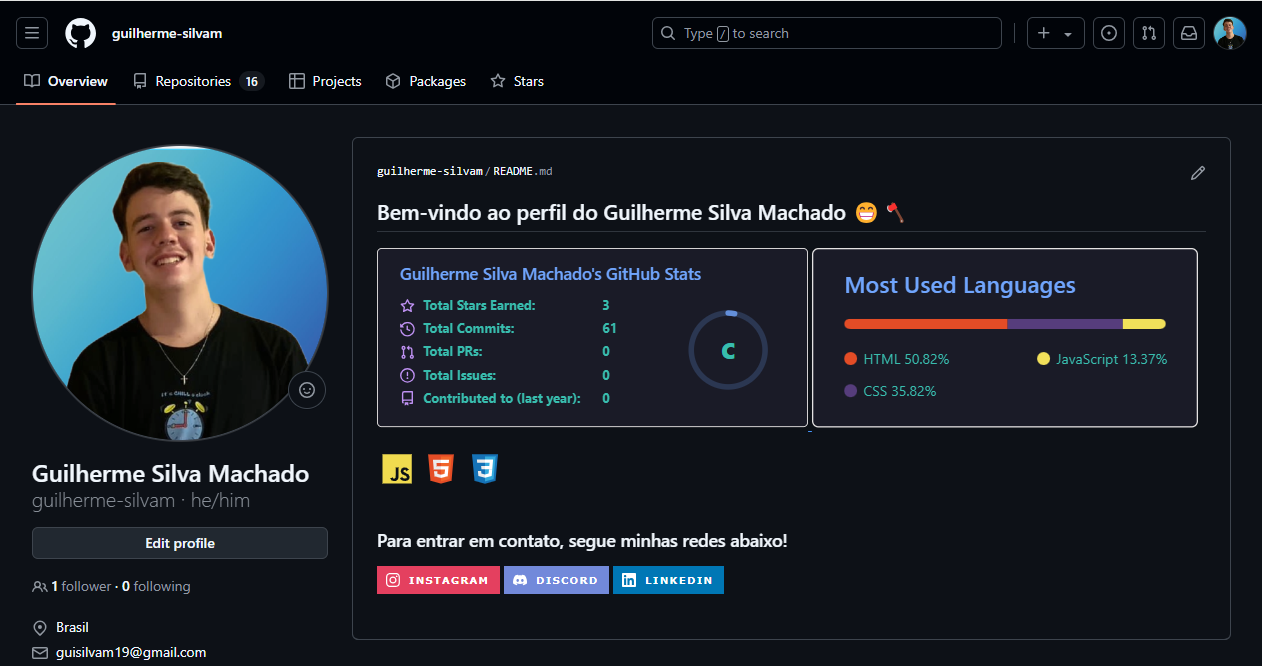 guilherme-silvam
Type / to search
Overview
Repositories 16
Projects
Packages
Stars
guilherme-silvam/README.md
Bem-vindo ao perfil do Guilherme Silva Machado
Guilherme Silva Machado's GitHub Stats
Total Stars Earned: 3
Total Commits: 61
Total PRs: 0
Total Issues: 0
Contributed to (last year): 0
C
Most Used Languages
HTML 50.82%
JavaScript 13.37%
CSS 35.82%
JS
5
3
Para entrar em contato, segue minhas redes abaixo!
INSTAGRAM
DISCORD
LINKEDIN
Guilherme Silva Machado
guilherme-silvam · he/him
Edit profile
1 follower · 0 following
Brasil
guisilvam19@gmail.com